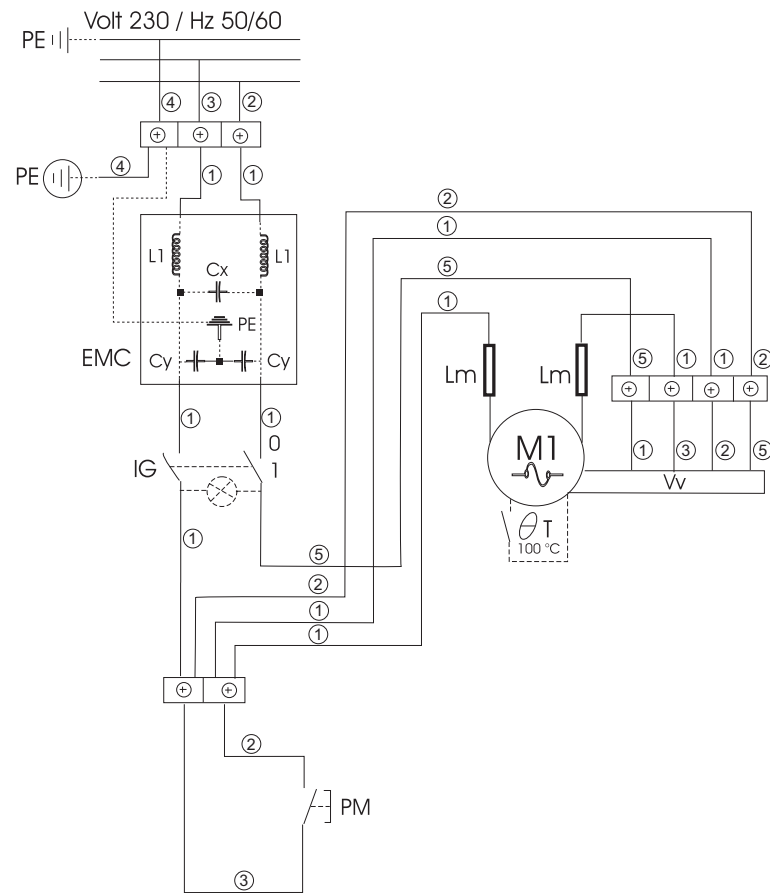 Volt 230 / Hz 50/60
PE
4 3 2
+ + +
PE 4 1 1
2
1
L1 L1
Cx
5
PE
1
EMC Cy Cy
Lm Lm 5 1 1 2
+ + + +
1 1
0
IG 1
M1
1 3 2 5
Vv
θ T
100 °C
1
5
2
1
1
+ +
2
PM
3